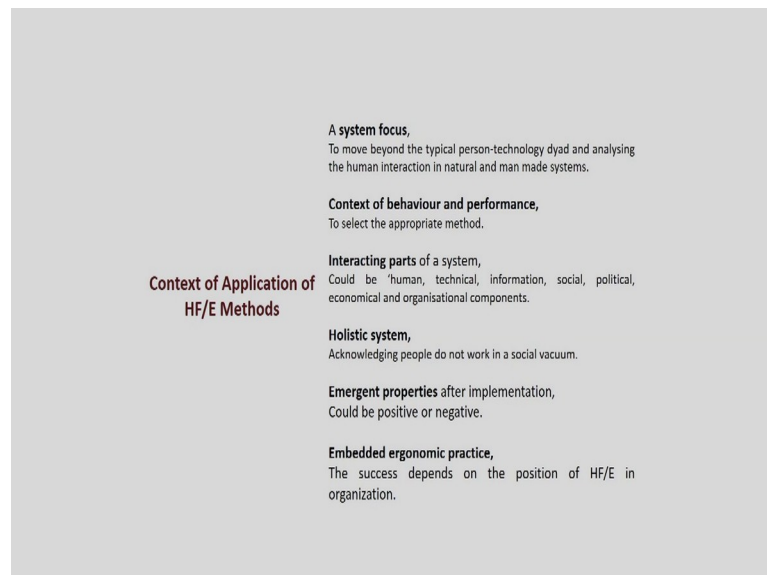 Context of Application of
HF/E Methods
A system focus,
To move beyond the typical person-technology dyad and analysing
the human interaction in natural and man made systems.
Context of behaviour and performance,
To select the appropriate method.
Interacting parts of a system,
Could be ‘human, technical, information, social, political,
economical and organisational components.
Holistic system,
Acknowledging people do not work in a social vacuum.
Emergent properties after implementation,
Could be positive or negative.
Embedded ergonomic practice,
The success depends on the position of HF/E in
organization.